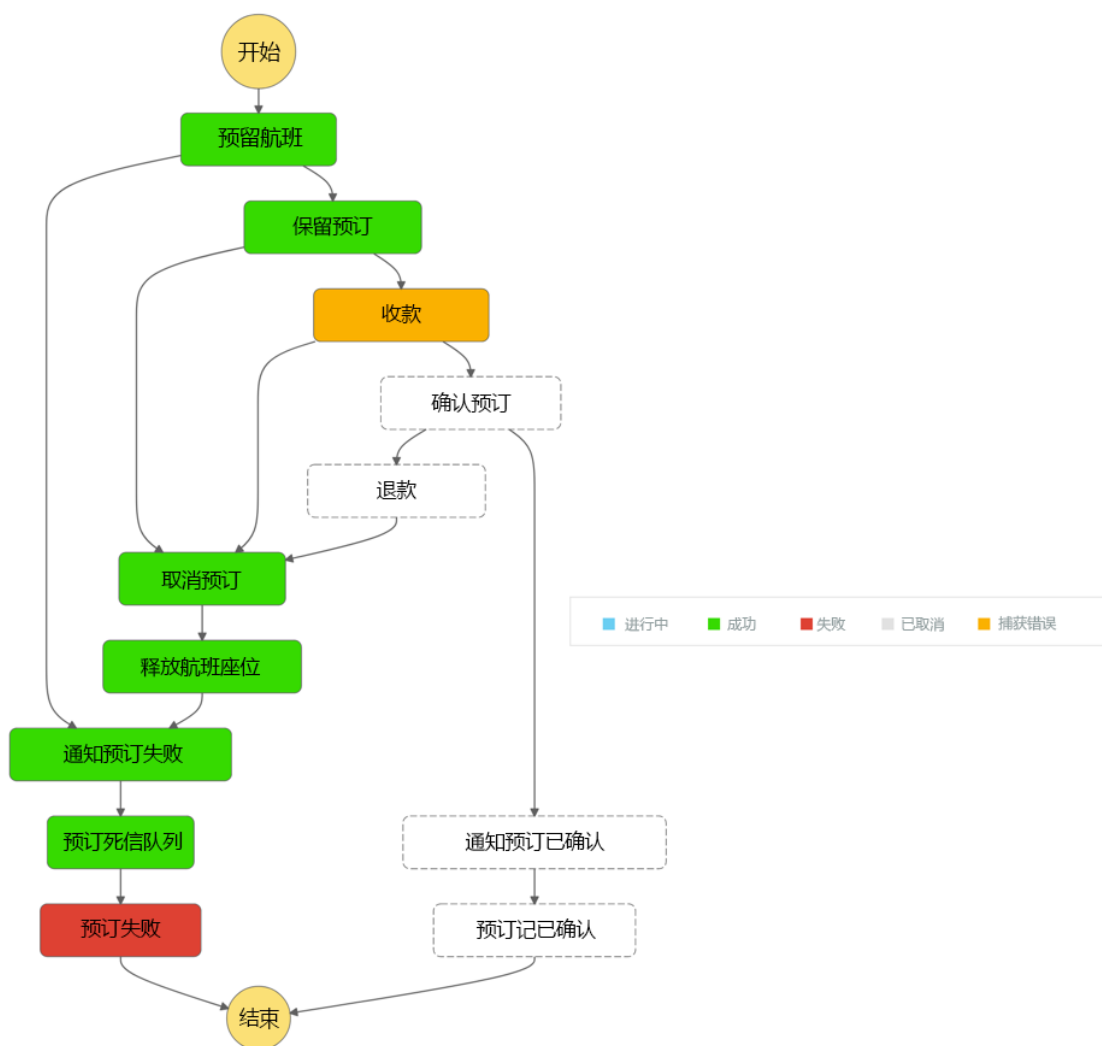 开始
预留航班
保留预订
收款
确认预订
退款
取消预订
进行中 成功 失败 已取消 捕获错误
释放航班座位
通知预订失败
预订死信队列 通知预订已确认
预订失败 预订记已确认
结束